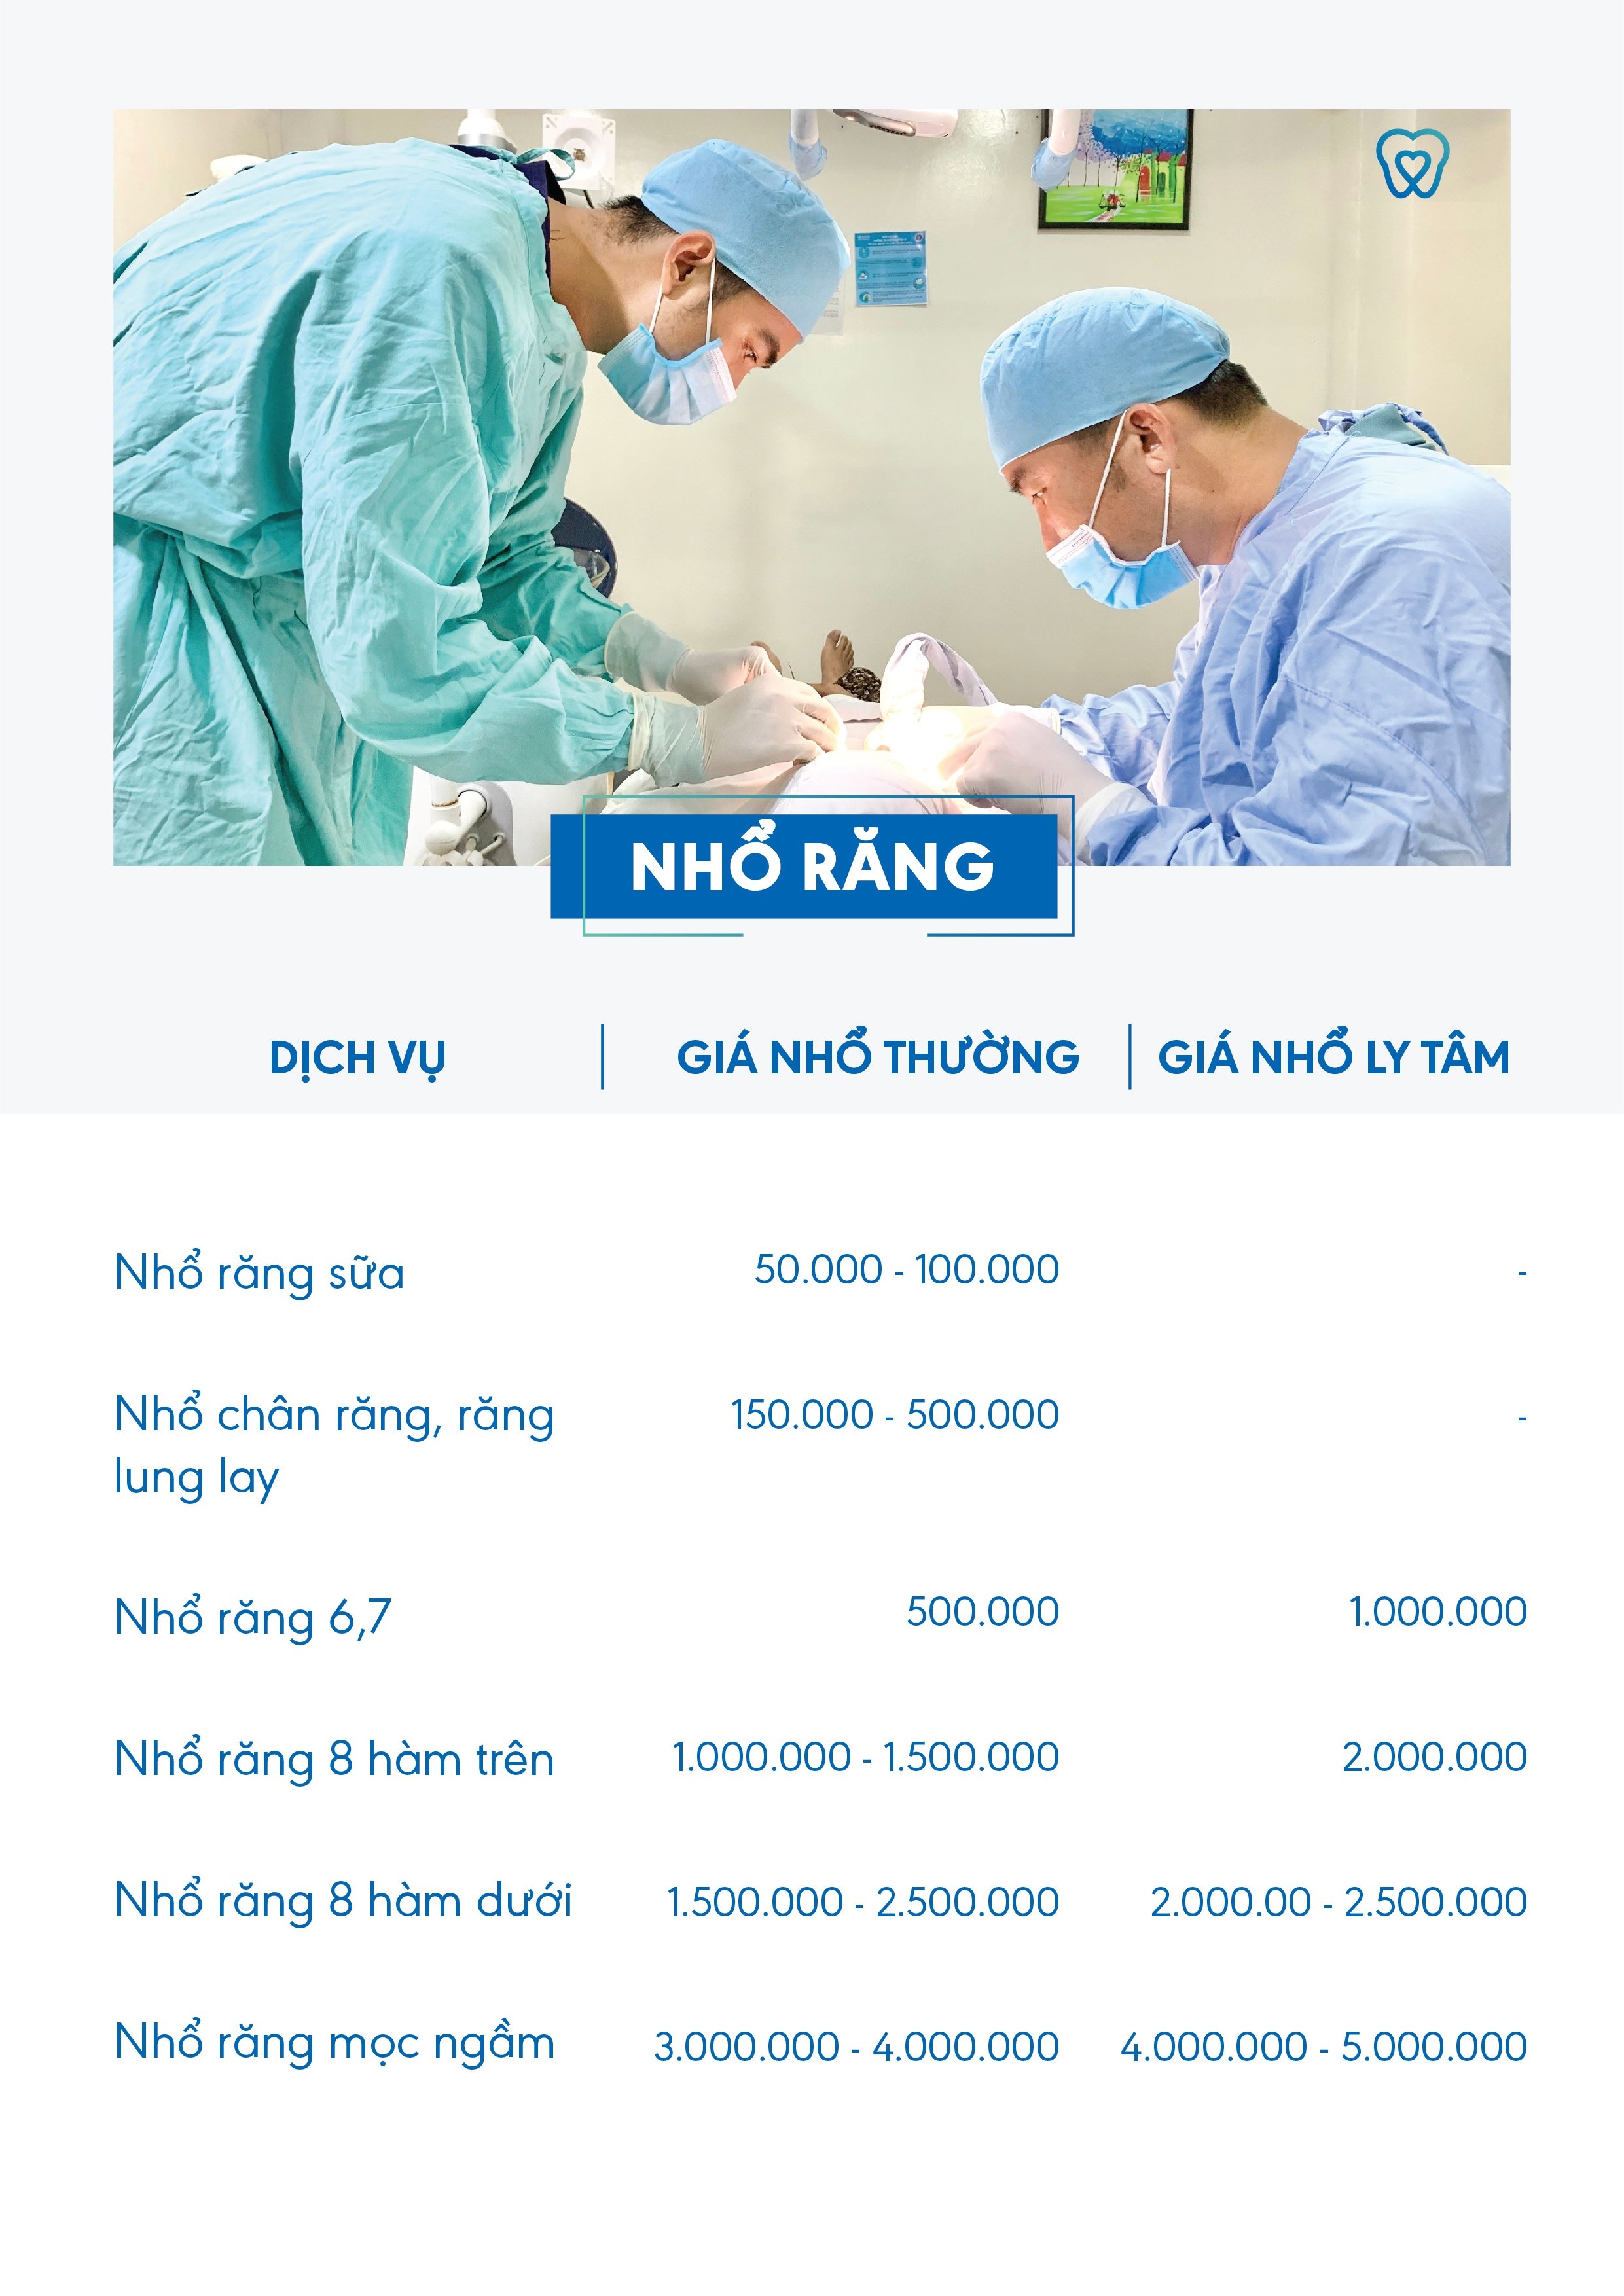 NHỔ RĂNG
DỊCH VỤ
GIÁ NHỔ THƯỜNG
GIÁ NHỔ LY TÂM
Nhổ răng sữa
50.000 - 100.000
-
Nhổ chân răng, răng
lung lay
150.000 - 500.000
-
Nhổ răng 6,7
500.000
1.000.000
Nhổ răng 8 hàm trên
1.000.000 - 1.500.000
2.000.000
Nhổ răng 8 hàm dưới
1.500.000 - 2.500.000
2.000.00 - 2.500.000
Nhổ răng mọc ngầm
3.000.000 - 4.000.000
4.000.000 - 5.000.000